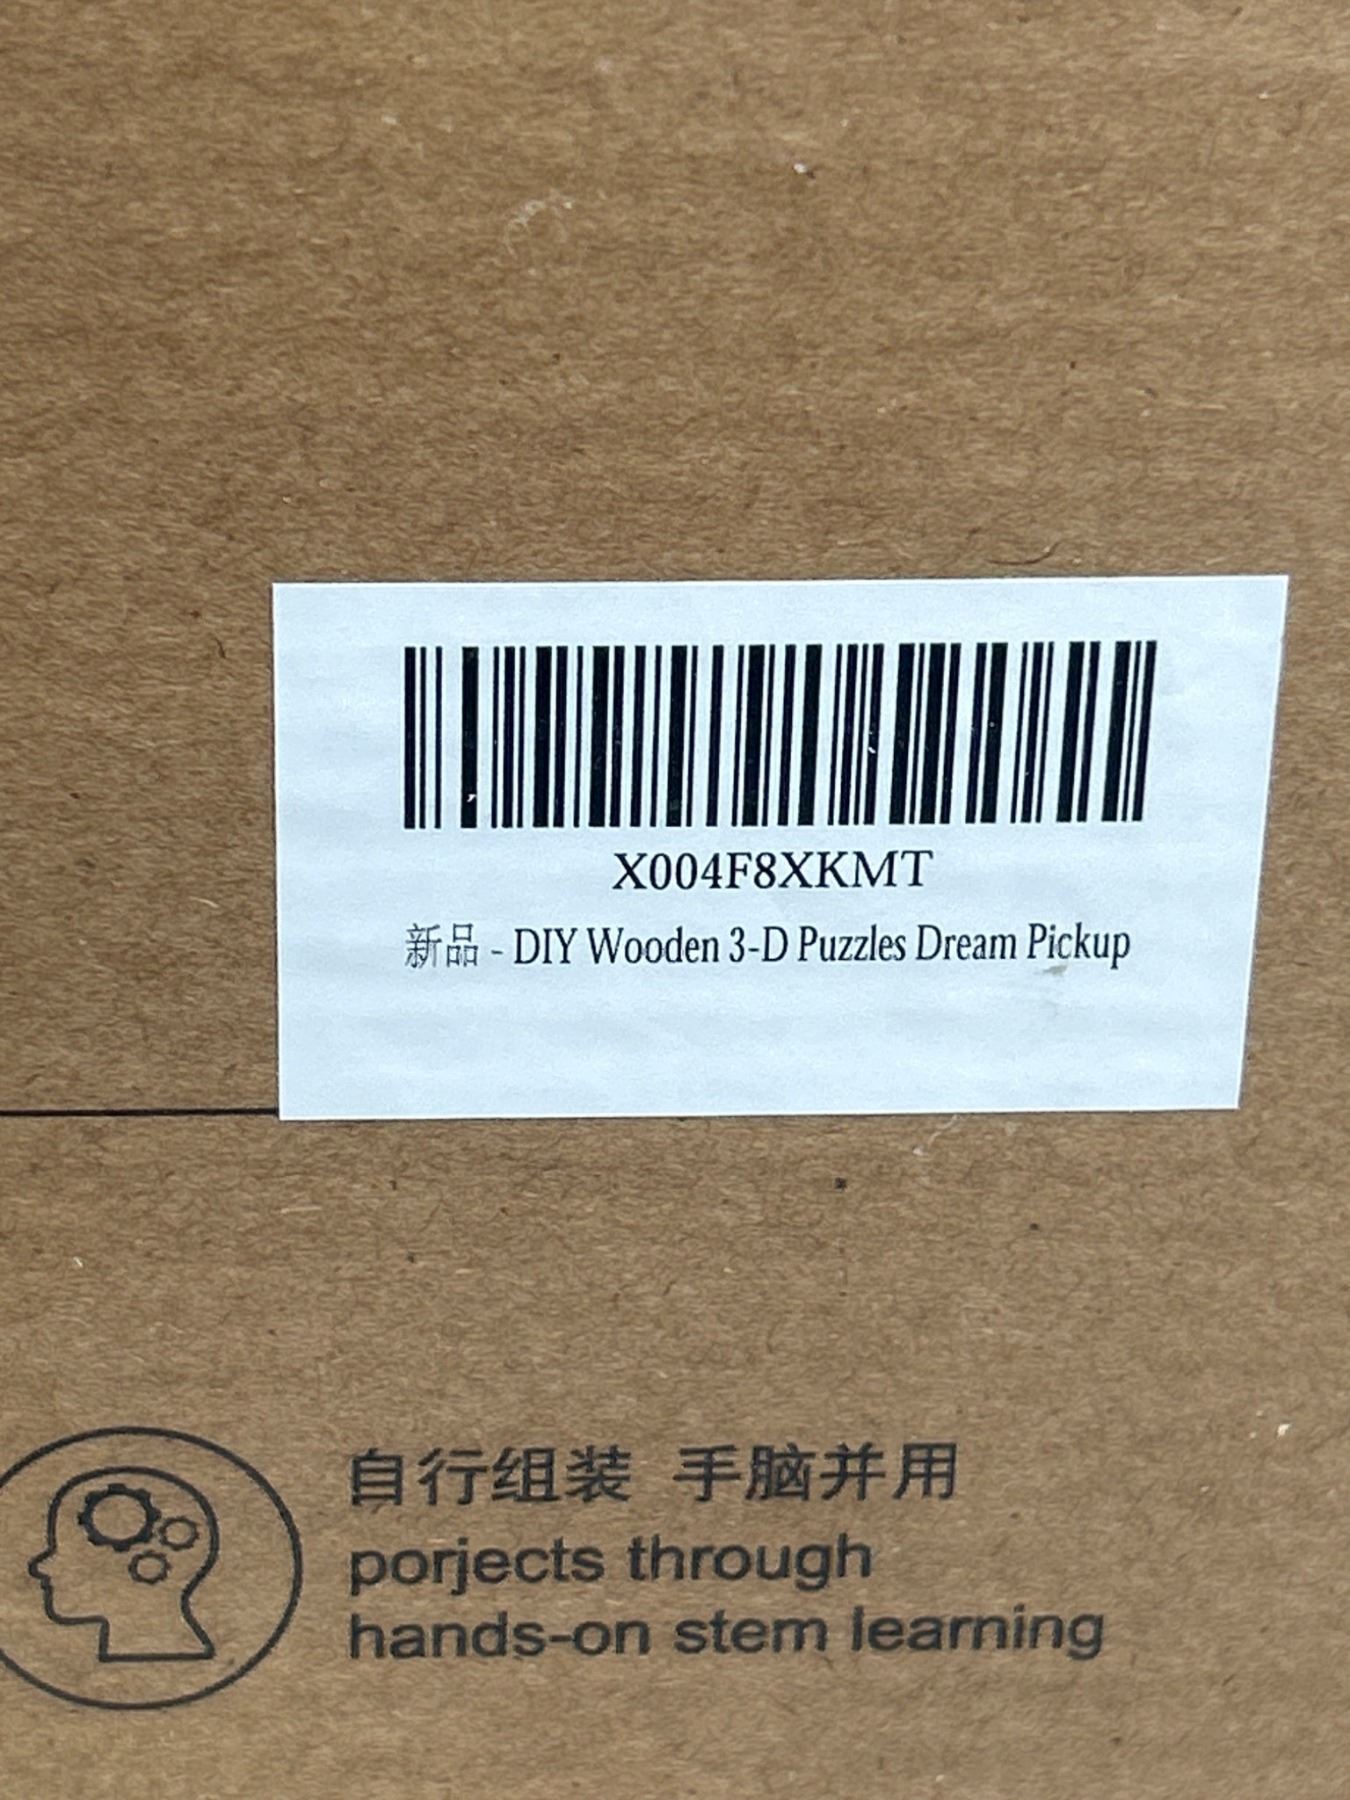 X004F8XKMT
新品 - DIY Wooden 3-D Puzzles Dream Pickup
自行组装 手脑并用
porjects through
hands-on stem learning